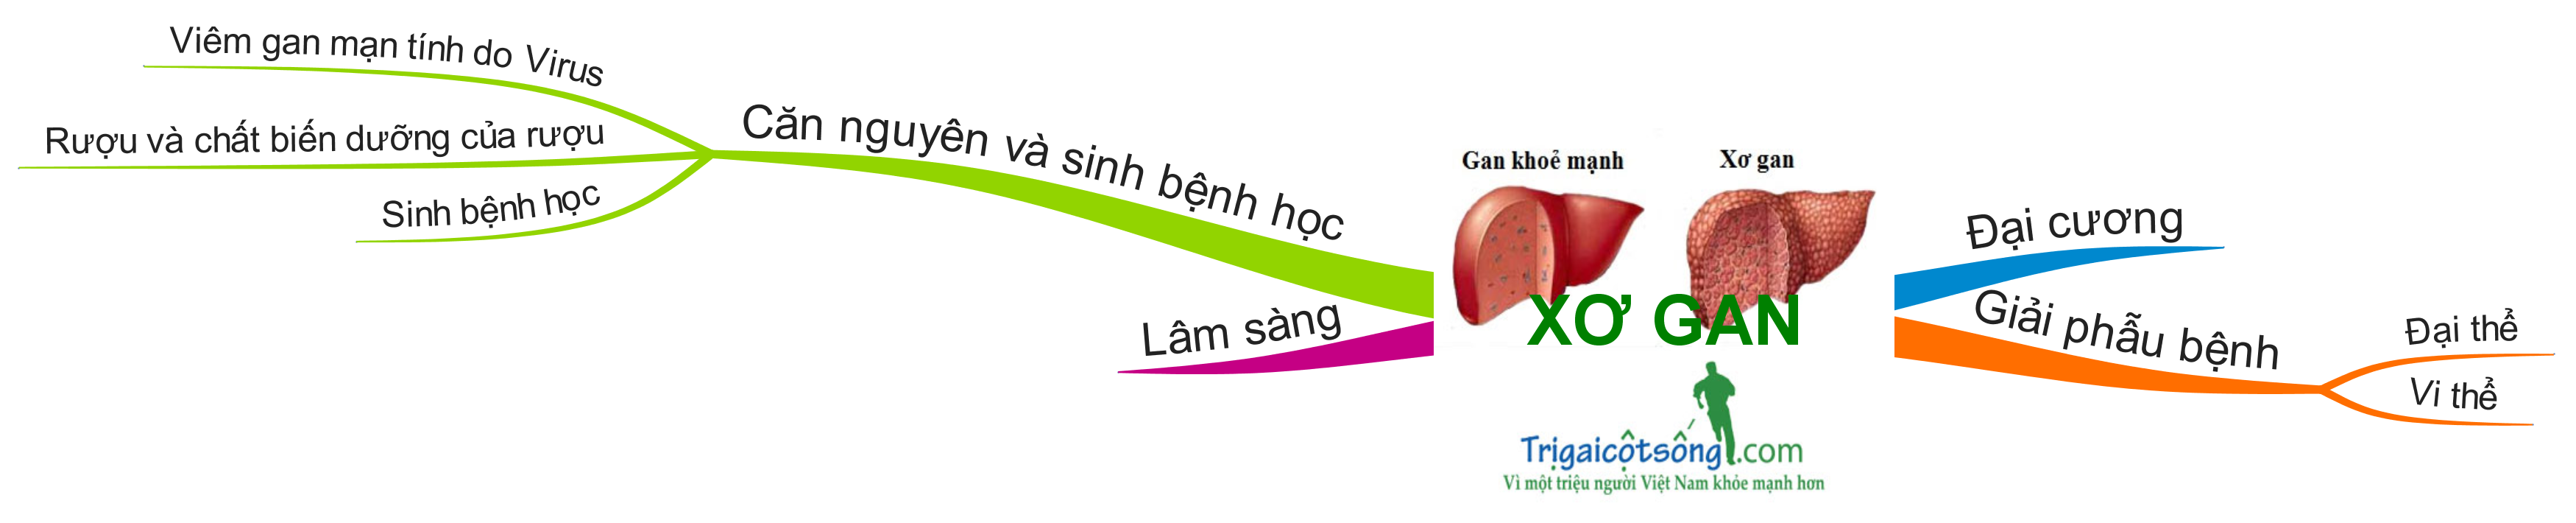 Viêm gan mạn tính do Virus
Rượu và chất biến dưỡng của rượu
Sinh bệnh học
Căn nguyên và sinh bệnh học
Lâm sàng
Gan khoẻ mạnh
Xơ gan
XƠ GAN
Trịgaicộtsống.com
Vì một triệu người Việt Nam khỏe mạnh hơn
Đại cương
Giải phẫu bệnh
Đại thể
Vi thể